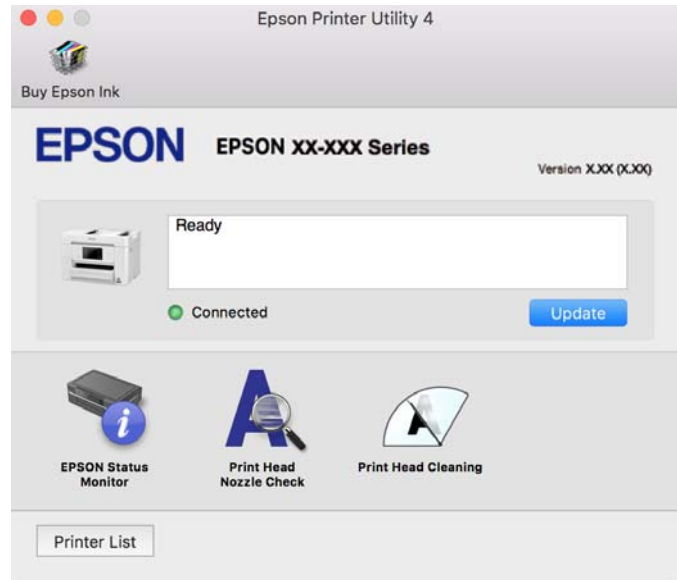 Epson Printer Utility 4
Buy Epson Ink
EPSON
EPSON XX-XXX Series
Version X.XX (X.XX)
Ready
Connected
Update
EPSON Status
Monitor
Print Head
Nozzle Check
Print Head Cleaning
Printer List